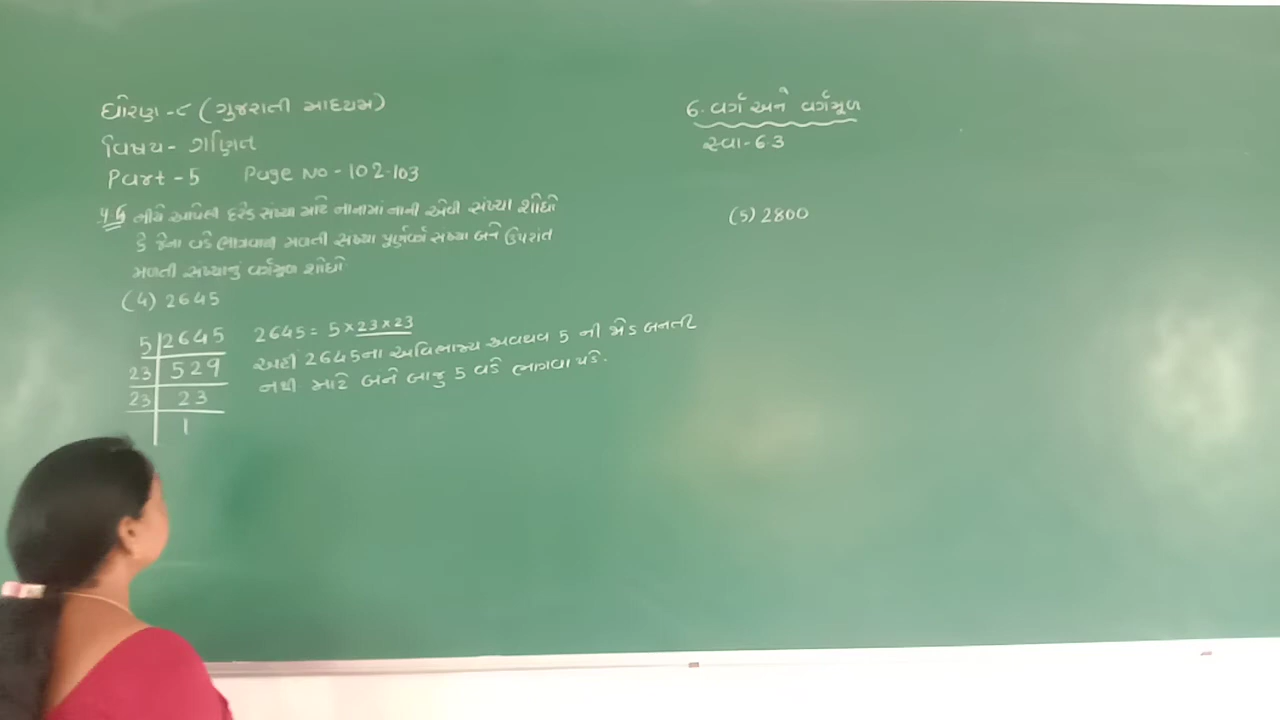 ધોરણ - ૮ (ગુજરાતી માધ્યમ)
વિષય - ગણિત
Part - 5 Page No - 102-103
નીચે આપેલી દરેક સંખ્યા માટે નાનામાં નાની એવી સંખ્યા શોધો
કે જેના વડે ભાગવાથી મળતી સંખ્યા પૂર્ણવર્ગ સંખ્યા બને ઉપરાંત
મળતી સંખ્યાનું વર્ગમૂળ શોધો
(4) 2645
5 2645
23 529
23 23
1
2645 = 5 × 23 × 23
અહીં 2645ના અવિભાજ્ય અવયવ 5 ની જોડ બનતી
નથી માટે બંને બાજુ 5 વડે ભાગવા પડે.
6. વર્ગ અને વર્ગમૂળ
સ્વા - 6.3
(5) 2800